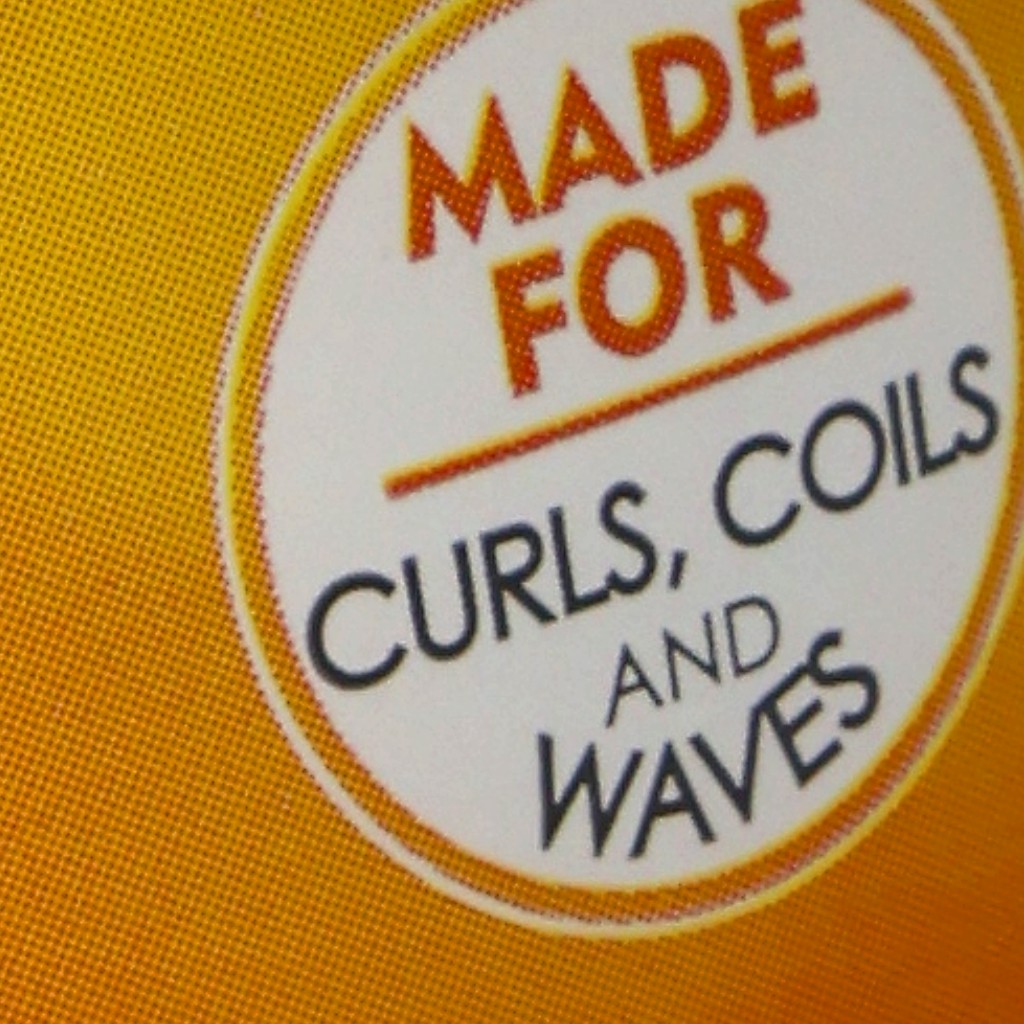 MADE
FOR
CURLS, COILS
AND
WAVES